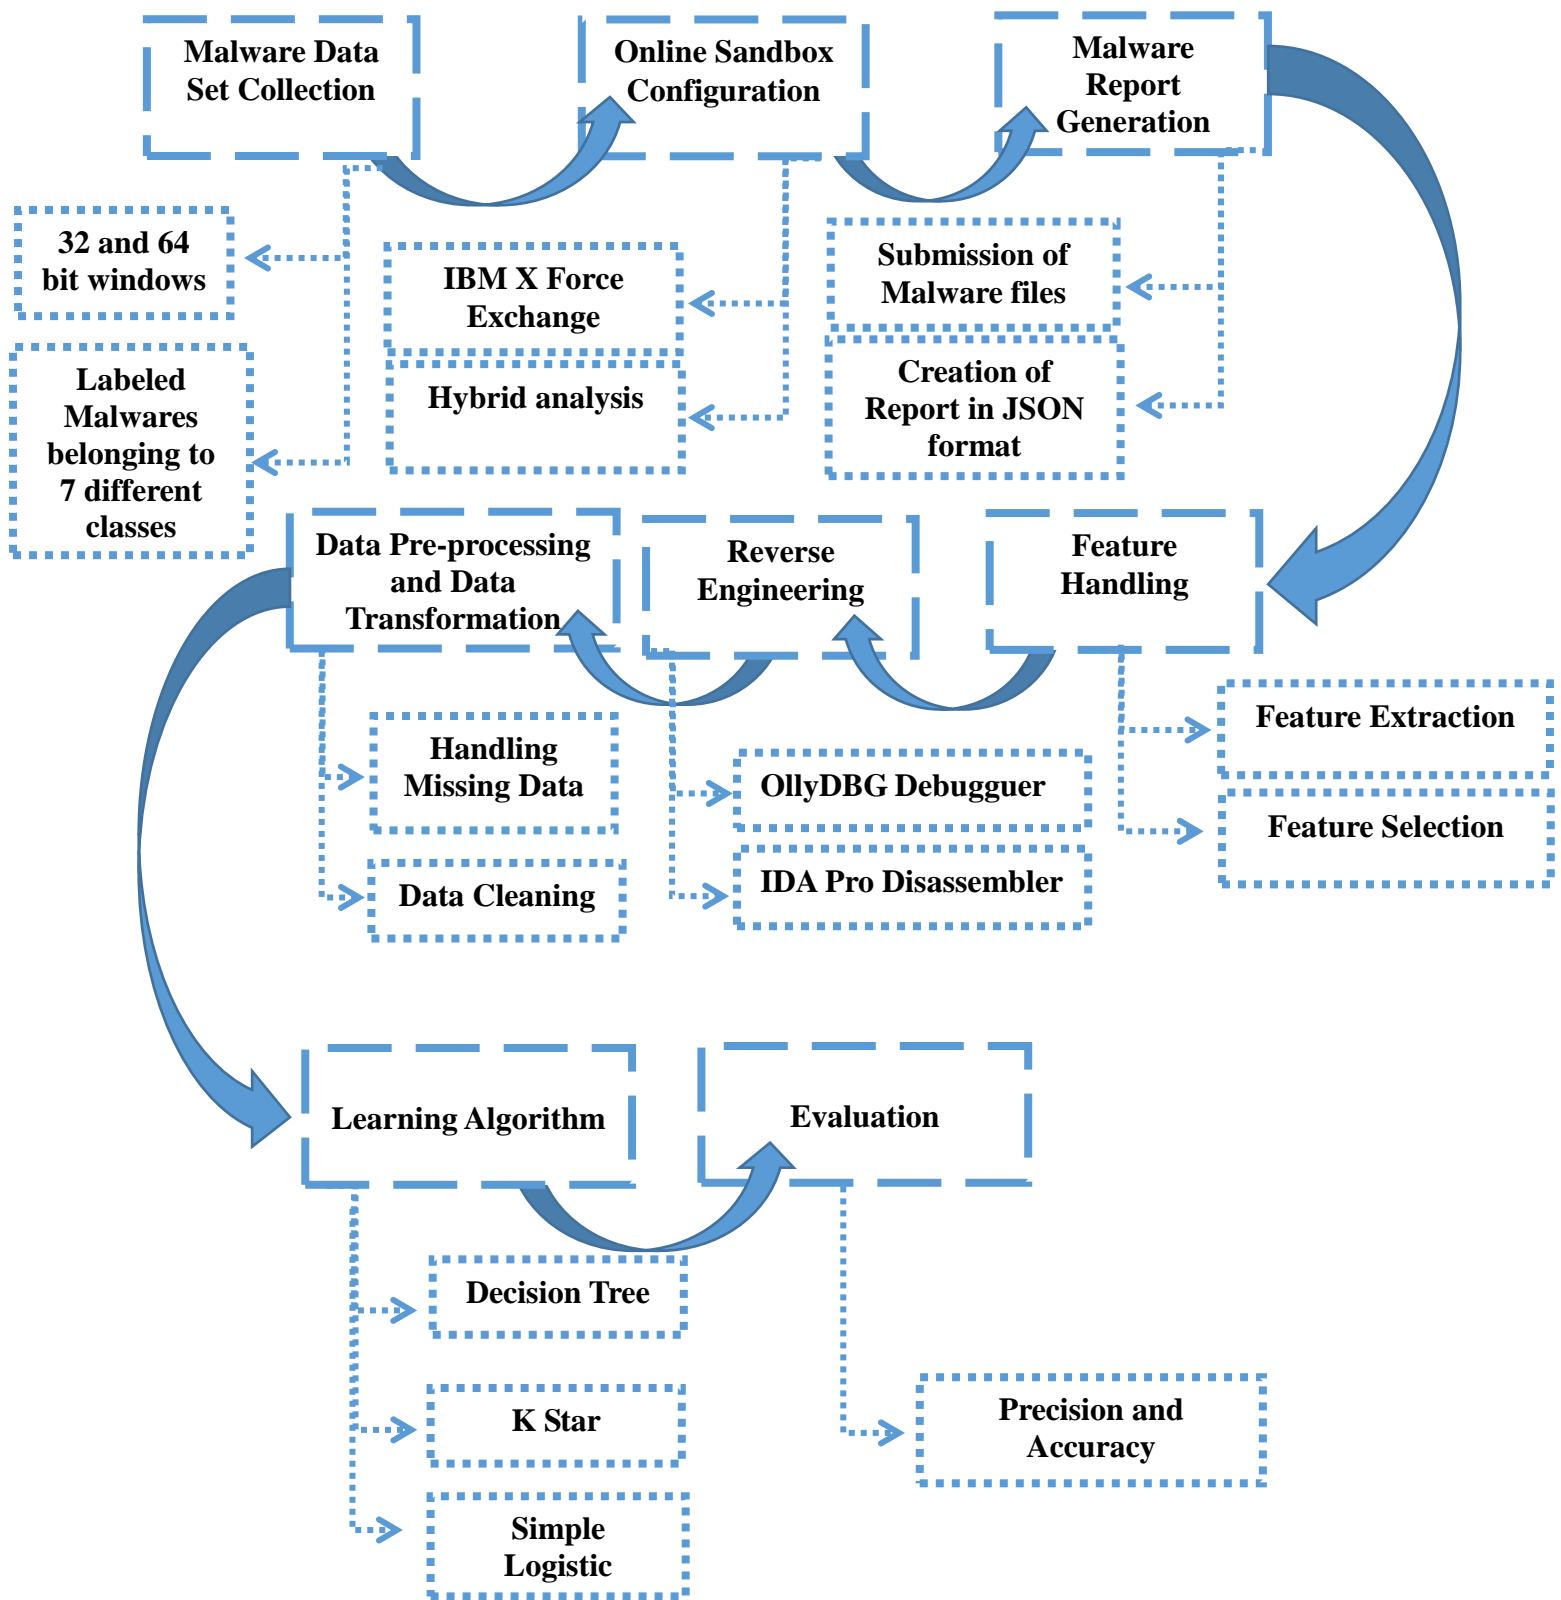 Malware Data
Set Collection
Online Sandbox
Configuration
Malware
Report
Generation
32 and 64
bit windows
Labeled
Malwares
belonging to
7 different
classes
IBM X Force
Exchange
Hybrid analysis
Submission of
Malware files
Creation of
Report in JSON
format
Data Pre-processing
and Data
Transformation
Reverse
Engineering
Feature
Handling
Handling
Missing Data
Data Cleaning
OllyDBG Debugguer
IDA Pro Disassembler
Feature Extraction
Feature Selection
Learning Algorithm
Evaluation
Decision Tree
K Star
Simple
Logistic
Precision and
Accuracy